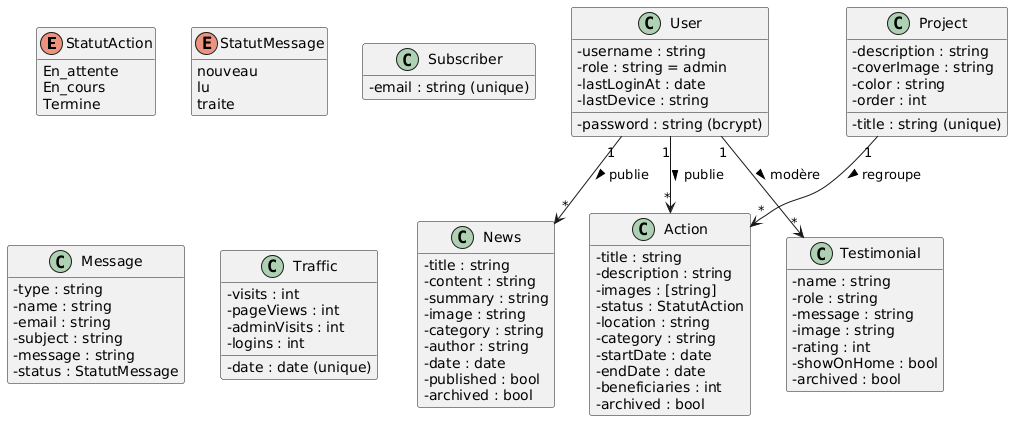 E StatutAction
En_attente
En_cours
Termine
E StatutMessage
nouveau
lu
traite
C Subscriber
-email : string (unique)
C User
-username : string
-role : string = admin
-lastLoginAt : date
-lastDevice : string
-password : string (bcrypt)
C Project
-description : string
-coverImage : string
-color : string
-order : int
-title : string (unique)
1 1 1 1
publie
publie
modère
regroupe
* * * *
C Message
-type : string
-name : string
-email : string
-subject : string
-message : string
-status : StatutMessage
C Traffic
-visits : int
-pageViews : int
-adminVisits : int
-logins : int
-date : date (unique)
C News
-title : string
-content : string
-summary : string
-image : string
-category : string
-author : string
-date : date
-published : bool
-archived : bool
C Action
-title : string
-description : string
-images : [string]
-status : StatutAction
-location : string
-category : string
-startDate : date
-endDate : date
-beneficiaries : int
-archived : bool
C Testimonial
-name : string
-role : string
-message : string
-image : string
-rating : int
-showOnHome : bool
-archived : bool